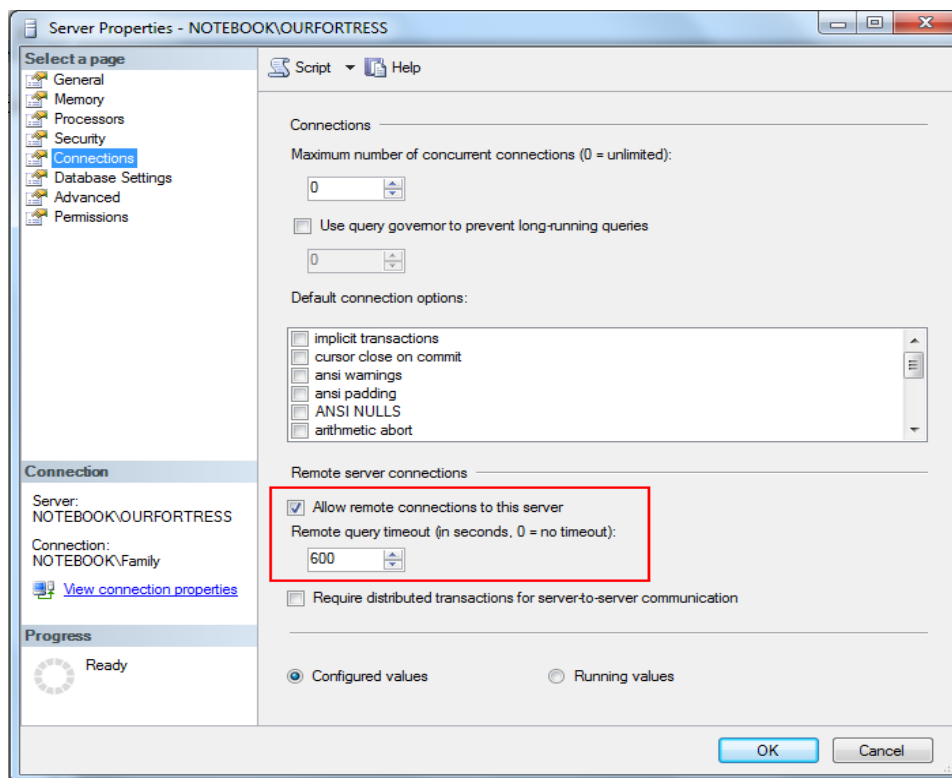 Server Properties - NOTEBOOK\OURFORTRESS
Select a page
General
Memory
Processors
Security
Connections
Database Settings
Advanced
Permissions
Connection
Server:
NOTEBOOK\OURFORTRESS
Connection:
NOTEBOOK\Family
View connection properties
Progress
Ready
Script
Help
Connections
Maximum number of concurrent connections (0 = unlimited):
0
Use query governor to prevent long-running queries
0
Default connection options:
implicit transactions
cursor close on commit
ansi warnings
ansi padding
ANSI NULLS
arithmetic abort
Remote server connections
Allow remote connections to this server
Remote query timeout (in seconds, 0 = no timeout):
600
Require distributed transactions for server-to-server communication
Configured values
Running values
OK
Cancel